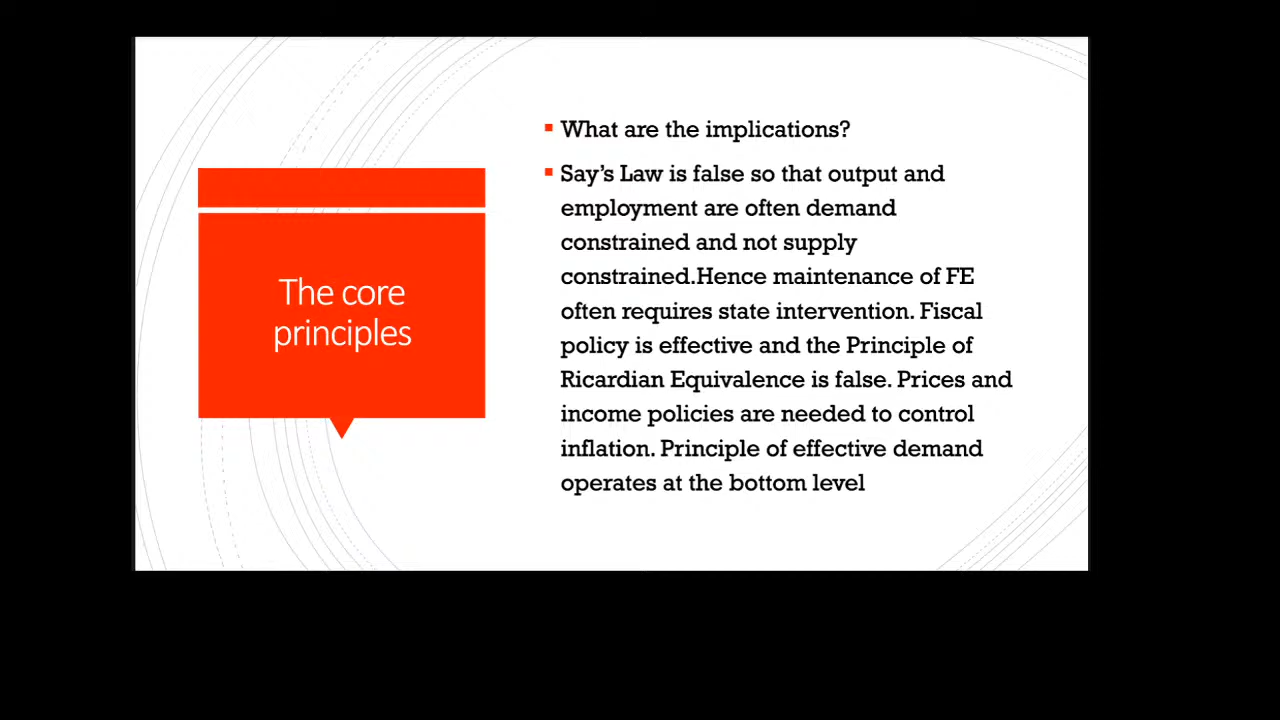 The core
principles
What are the implications?
Say's Law is false so that output and
employment are often demand
constrained and not supply
constrained.Hence maintenance of FE
often requires state intervention. Fiscal
policy is effective and the Principle of
Ricardian Equivalence is false. Prices and
income policies are needed to control
inflation. Principle of effective demand
operates at the bottom level